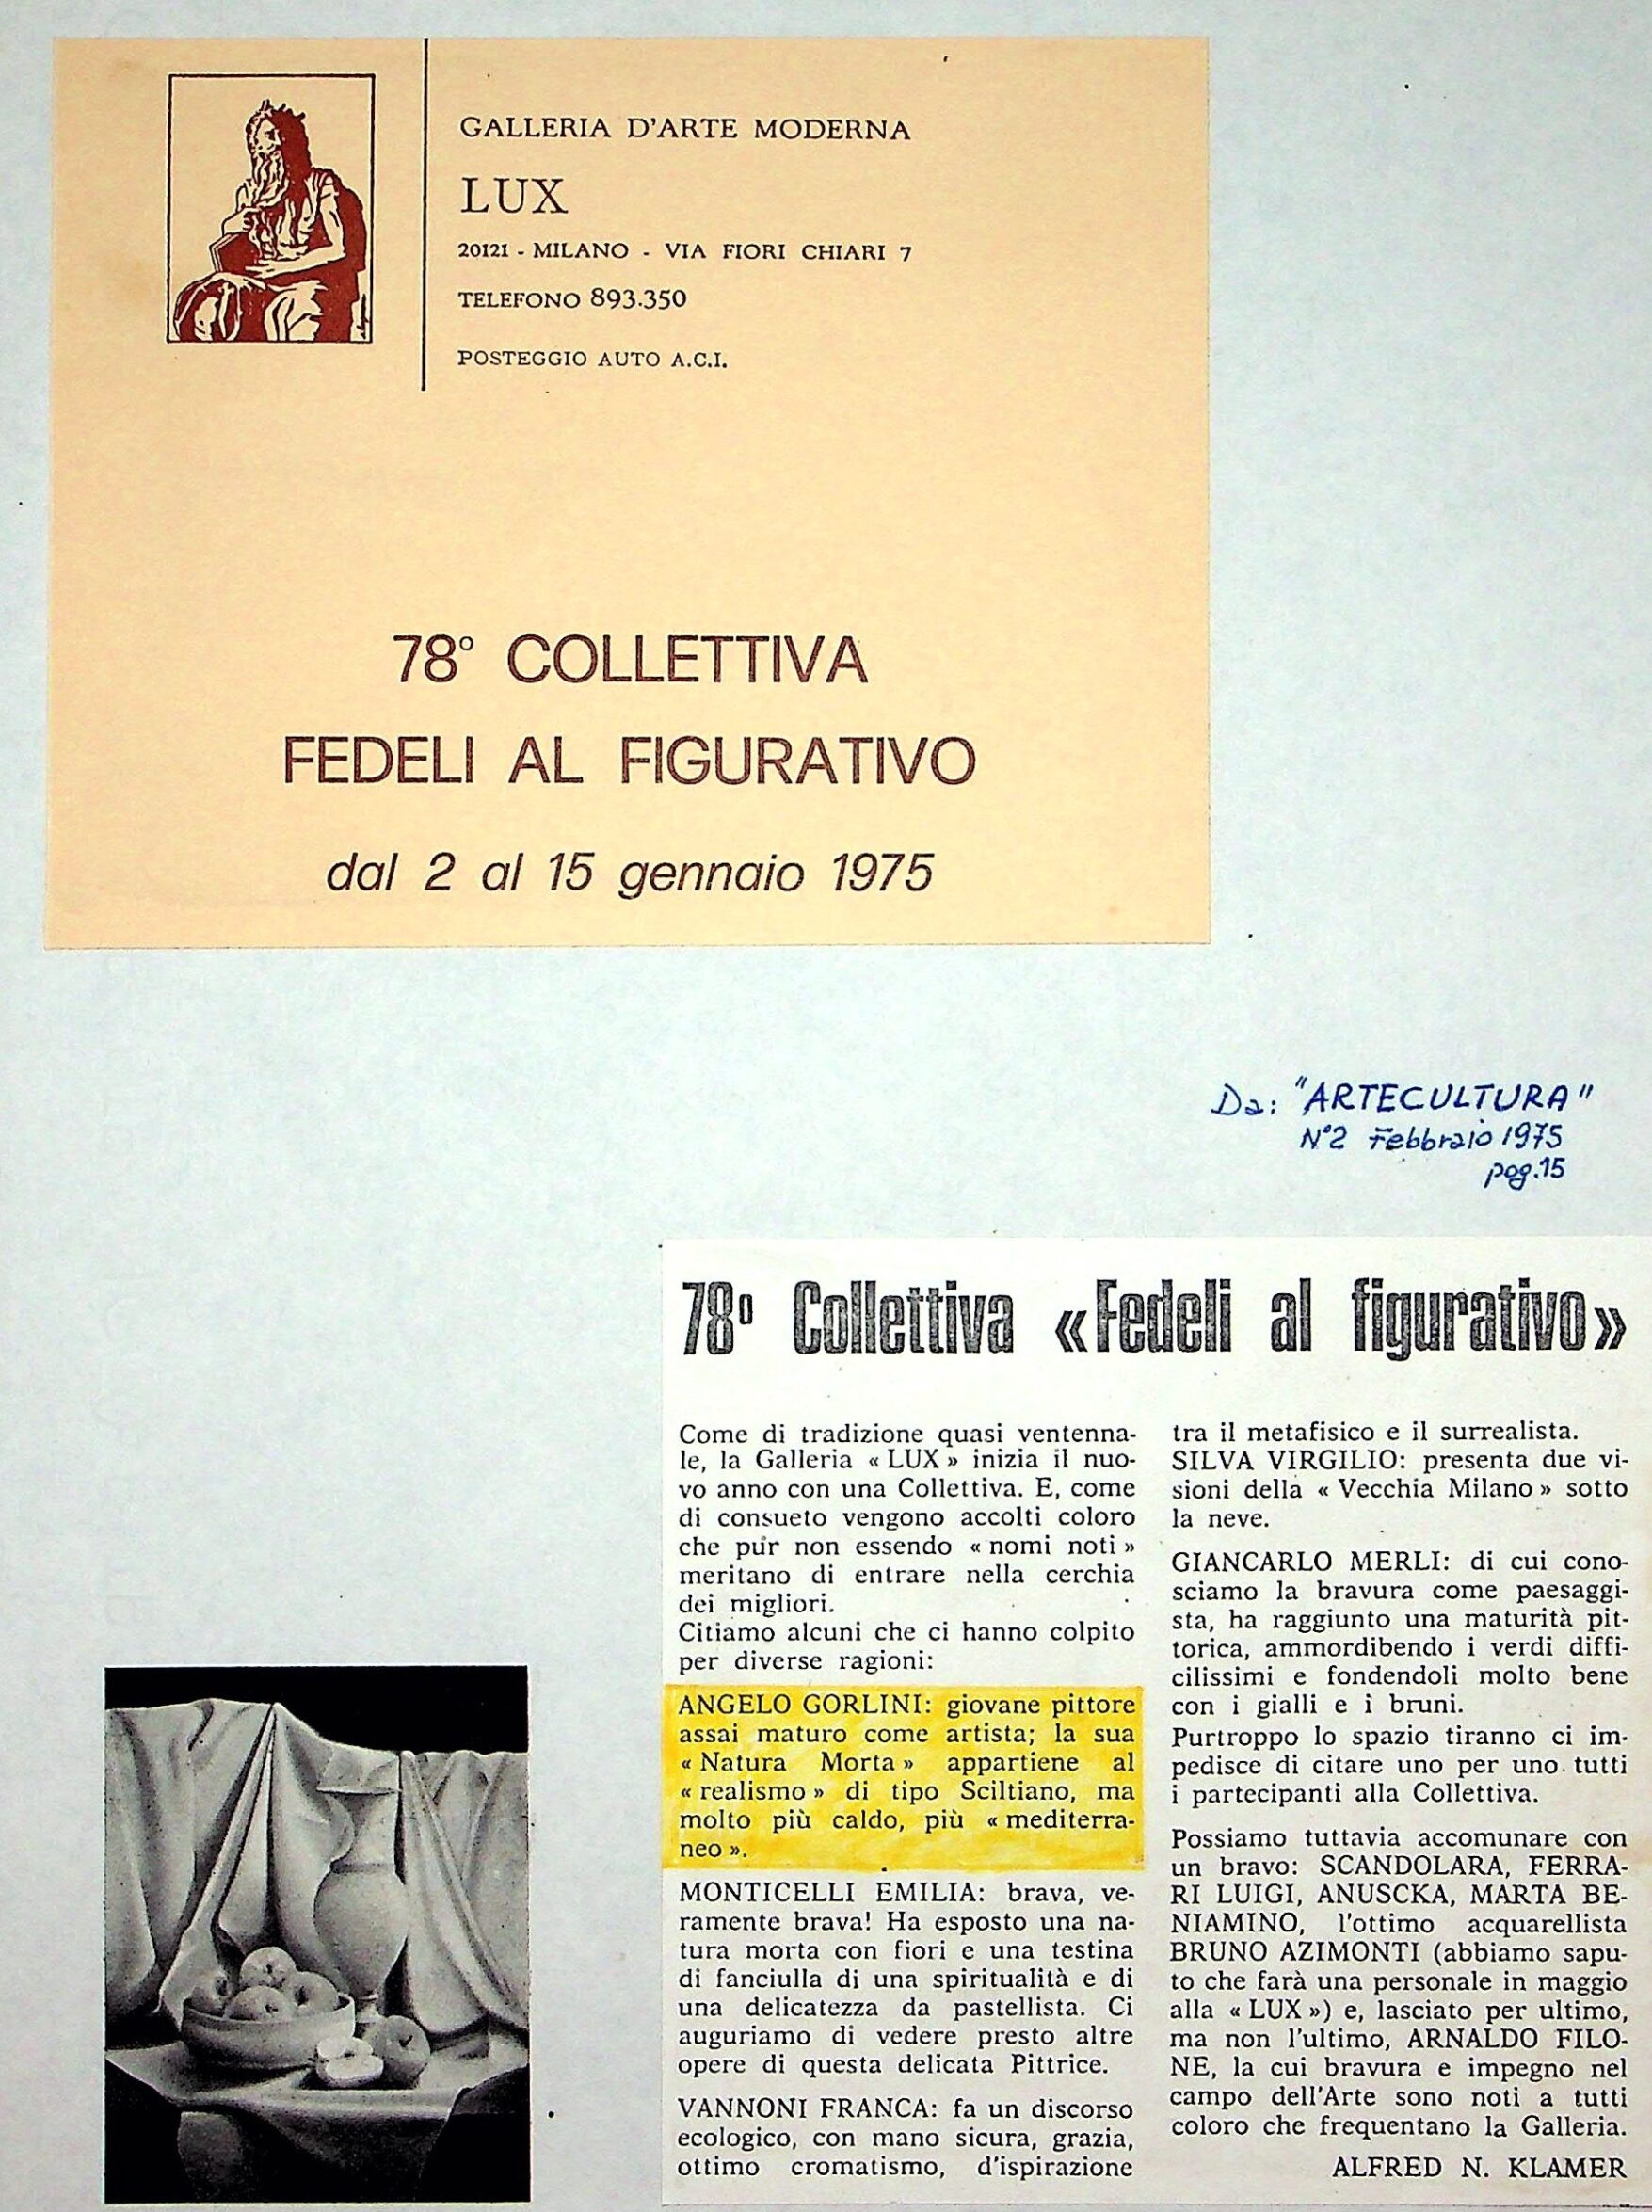 GALLERIA D'ARTE MODERNA
LUX
20121 - MILANO - VIA FIORI CHIARI 7
TELEFONO 893.350
POSTEGGIO AUTO A.C.I.
78° COLLETTIVA
FEDELI AL FIGURATIVO
dal 2 al 15 gennaio 1975
Da: "ARTECULTURA"
N°2 Febbraio 1975
pag.15
78º Collettiva «Fedeli al figurativo»
Come di tradizione quasi ventenna-
le, la Galleria « LUX » inizia il nuo-
vo anno con una Collettiva. E, come
di consueto vengono accolti coloro
che pur non essendo « nomi noti »
meritano di entrare nella cerchia
dei migliori.
Citiamo alcuni che ci hanno colpito
per diverse ragioni:
ANGELO GORLINI: giovane pittore
assai maturo come artista; la sua
« Natura Morta » appartiene al
« realismo » di tipo Sciltiano, ma
molto più caldo, più « mediterra-
neo ».
MONTICELLI EMILIA: brava, ve-
ramente brava! Ha esposto una na-
tura morta con fiori e una testina
di fanciulla di una spiritualità e di
una delicatezza da pastellista. Ci
auguriamo di vedere presto altre
opere di questa delicata Pittrice.
VANNONI FRANCA: fa un discorso
ecologico, con mano sicura, grazia,
ottimo cromatismo, d'ispirazione
tra il metafisico e il surrealista.
SILVA VIRGILIO: presenta due vi-
sioni della « Vecchia Milano » sotto
la neve.
GIANCARLO MERLI: di cui cono-
sciamo la bravura come paesaggi-
sta, ha raggiunto una maturità pit-
torica, ammordibendo i verdi diffi-
cilissimi e fondendoli molto bene
con i gialli e i bruni.
Purtroppo lo spazio tiranno ci im-
pedisce di citare uno per uno tutti
i partecipanti alla Collettiva.
Possiamo tuttavia accomunare con
un bravo: SCANDOLARA, FERRA-
RI LUIGI, ANUSCKA, MARTA BE-
NIAMINO, l'ottimo acquarellista
BRUNO AZIMONTI (abbiamo sapu-
to che farà una personale in maggio
alla « LUX ») e, lasciato per ultimo,
ma non l'ultimo, ARNALDO FILO-
NE, la cui bravura e impegno nel
campo dell'Arte sono noti a tutti
coloro che frequentano la Galleria.
ALFRED N. KLAMER